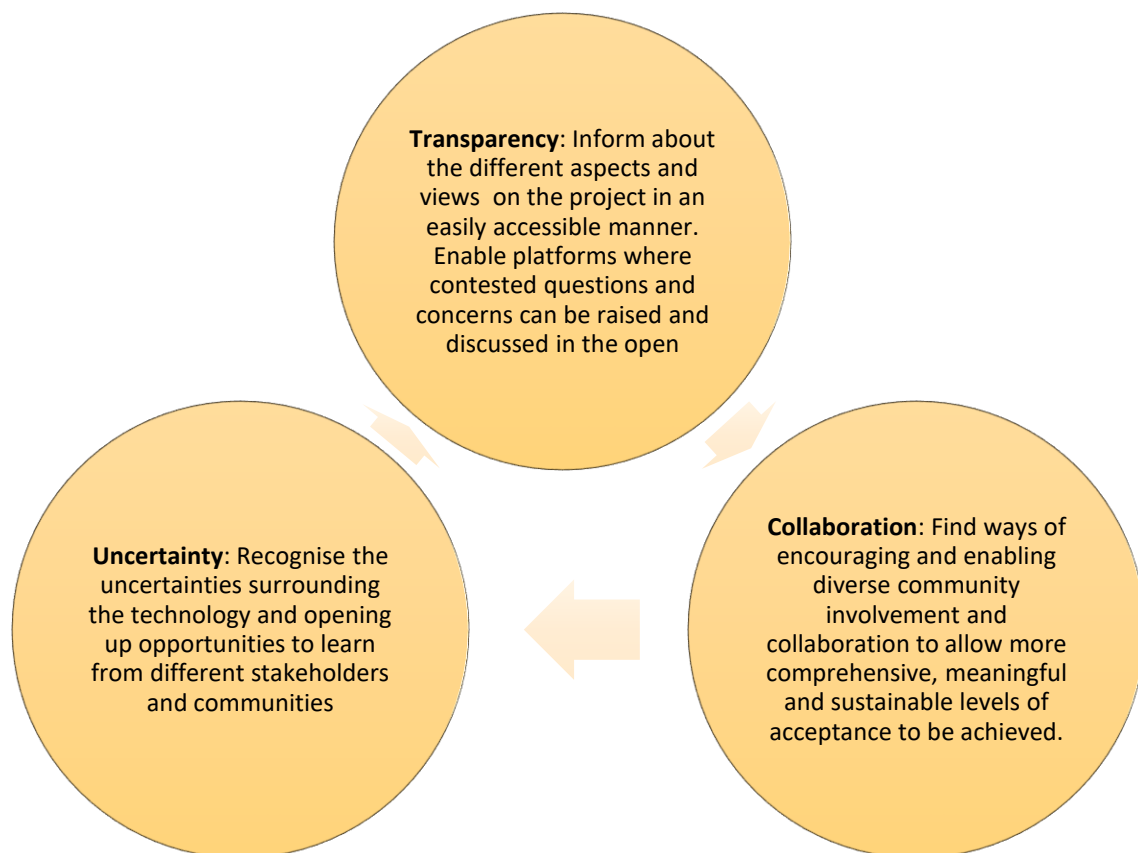 Transparency: Inform about
the different aspects and
views  on the project in an
easily accessible manner.
Enable platforms where
contested questions and
concerns can be raised and
discussed in the open
Uncertainty: Recognise the
uncertainties surrounding
the technology and opening
up opportunities to learn
from different stakeholders
and communities
Collaboration: Find ways of
encouraging and enabling
diverse community
involvement and
collaboration to allow more
comprehensive, meaningful
and sustainable levels of
acceptance to be achieved.